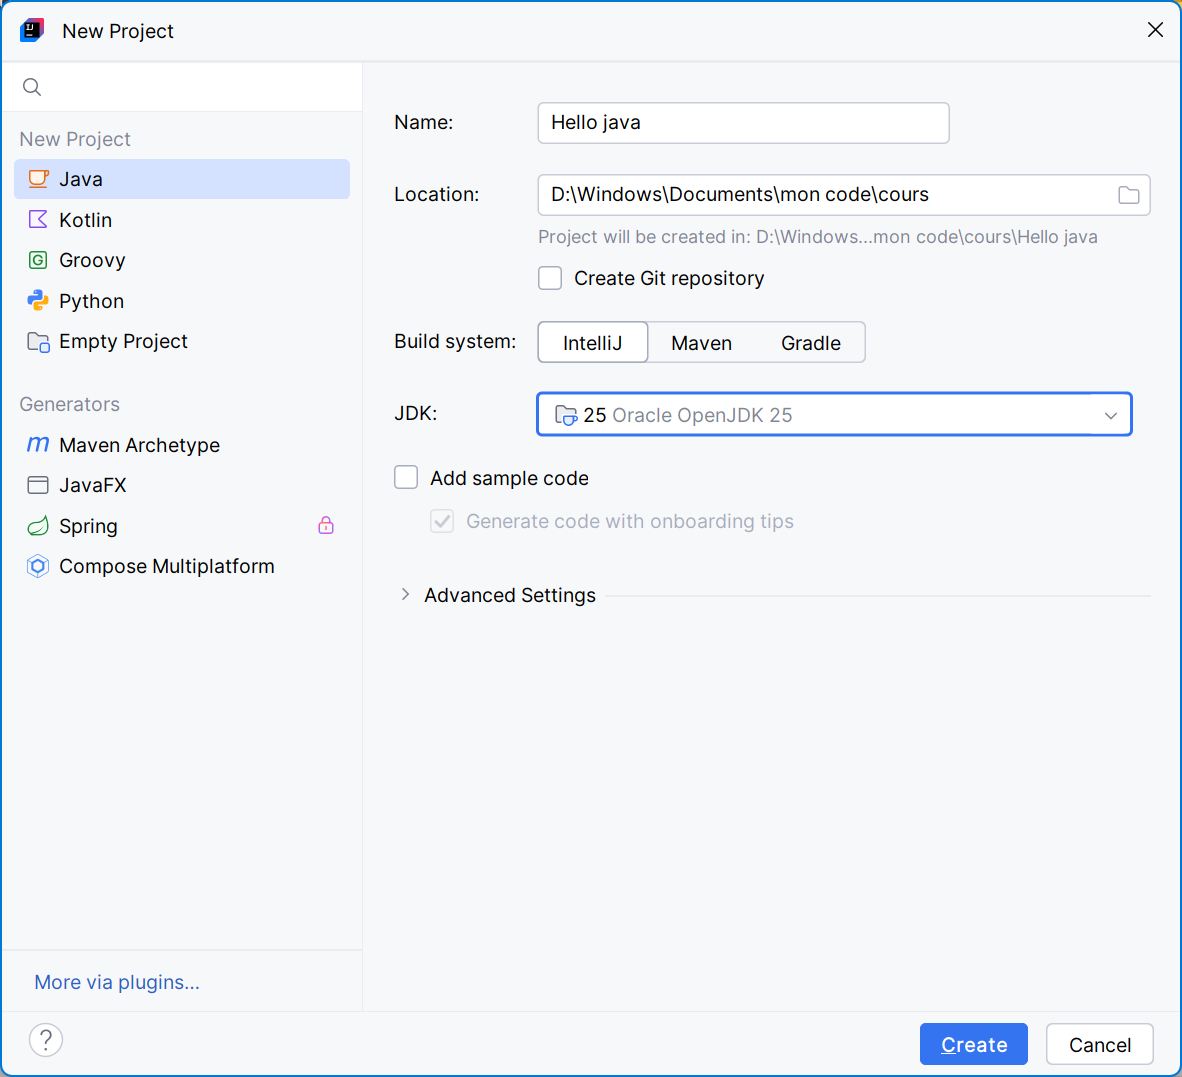 New Project
New Project
Java
Kotlin
Groovy
Python
Empty Project
Generators
Maven Archetype
JavaFX
Spring
Compose Multiplatform
More via plugins...
Name:
Hello java
Location:
D:\Windows\Documents\mon code\cours
Project will be created in: D:\Windows...mon code\cours\Hello java
Create Git repository
Build system:
IntelliJ Maven Gradle
JDK:
25 Oracle OpenJDK 25
Add sample code
Generate code with onboarding tips
Advanced Settings
?
Create Cancel